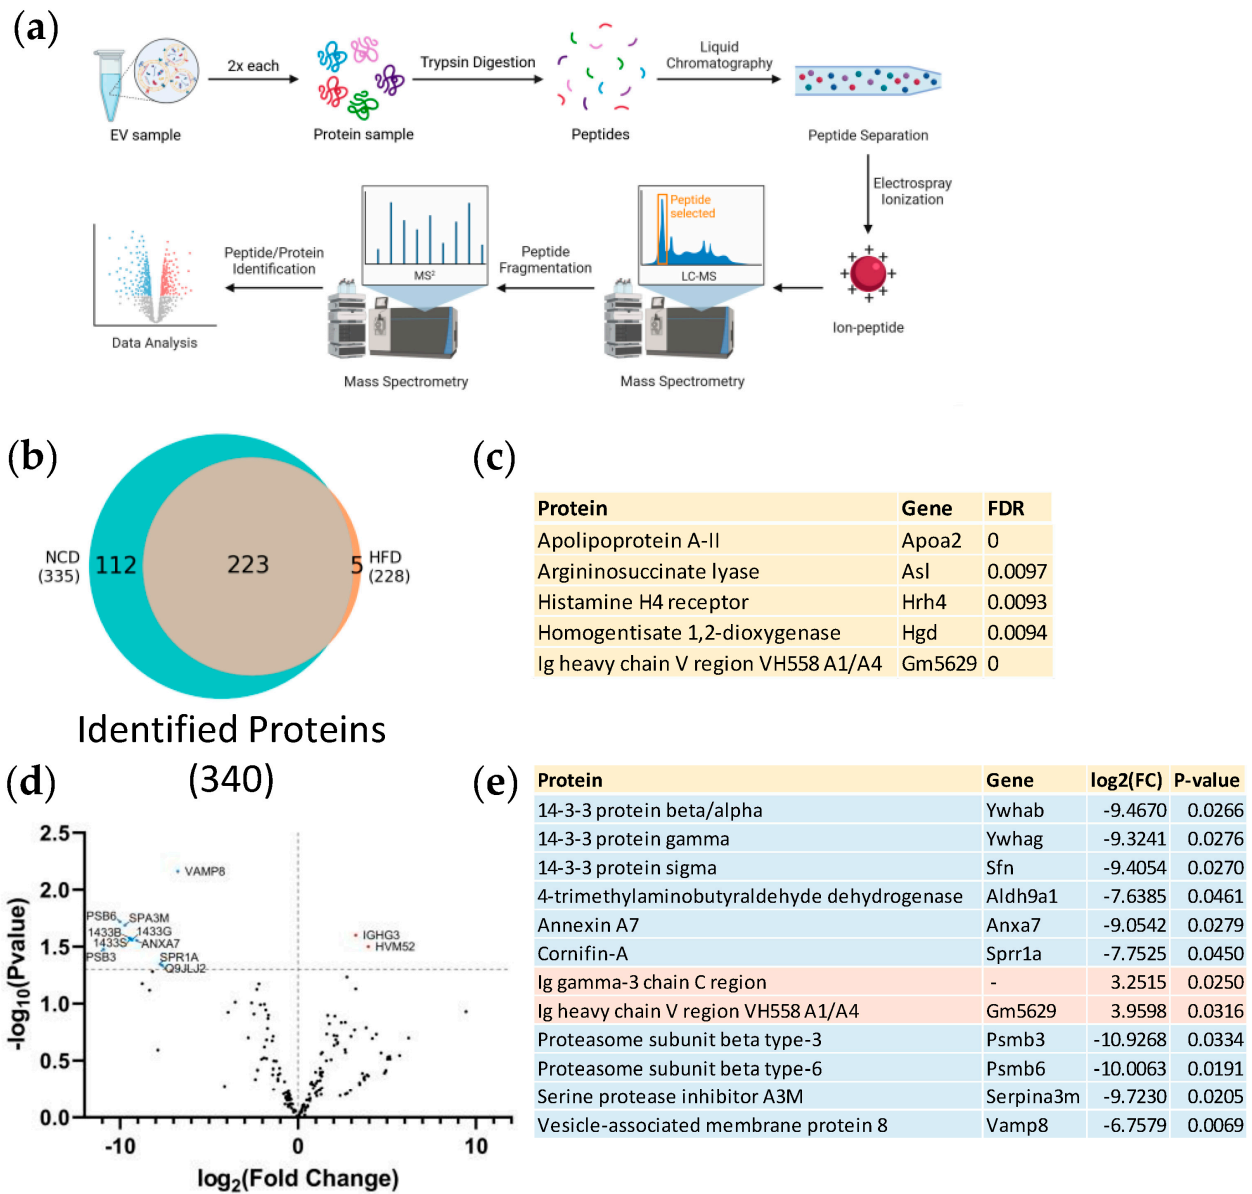 (a)
EV sample
2x each
Protein sample
Trypsin Digestion
Peptides
Liquid
Chromatography
Peptide Separation
Electrospray
Ionization
Ion-peptide
Peptide
selected
LC-MS
Mass Spectrometry
Peptide
Fragmentation
MS²
Mass Spectrometry
Peptide/Protein
Identification
Data Analysis
(b)
NCD
(335)
112
223
5
HFD
(228)
Identified Proteins
(340)
(c)
Protein Gene FDR
Apolipoprotein A-II Apoa2 0
Argininosuccinate lyase Asl 0.0097
Histamine H4 receptor Hrh4 0.0093
Homogentisate 1,2-dioxygenase Hgd 0.0094
Ig heavy chain V region VH558 A1/A4 Gm5629 0
(d)
-log10(Pvalue)
2.5
2.0
1.5
1.0
0.5
0.0
-10
0
10
log2(Fold Change)
VAMP8
PSB6
SPA3M
1433B
1433G
1433S
ANXA7
PSB3
SPR1A
Q9JLJ2
IGHG3
HVM52
(e)
Protein Gene log2(FC) P-value
14-3-3 protein beta/alpha Ywhab -9.4670 0.0266
14-3-3 protein gamma Ywhag -9.3241 0.0276
14-3-3 protein sigma Sfn -9.4054 0.0270
4-trimethylaminobutyraldehyde dehydrogenase Aldh9a1 -7.6385 0.0461
Annexin A7 Anxa7 -9.0542 0.0279
Cornifin-A Sprr1a -7.7525 0.0450
Ig gamma-3 chain C region - 3.2515 0.0250
Ig heavy chain V region VH558 A1/A4 Gm5629 3.9598 0.0316
Proteasome subunit beta type-3 Psmb3 -10.9268 0.0334
Proteasome subunit beta type-6 Psmb6 -10.0063 0.0191
Serine protease inhibitor A3M Serpina3m -9.7230 0.0205
Vesicle-associated membrane protein 8 Vamp8 -6.7579 0.0069